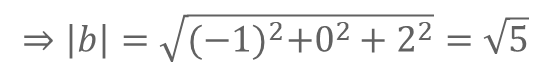 ⇒ |b| = √((−1)²+0² + 2²) = √5